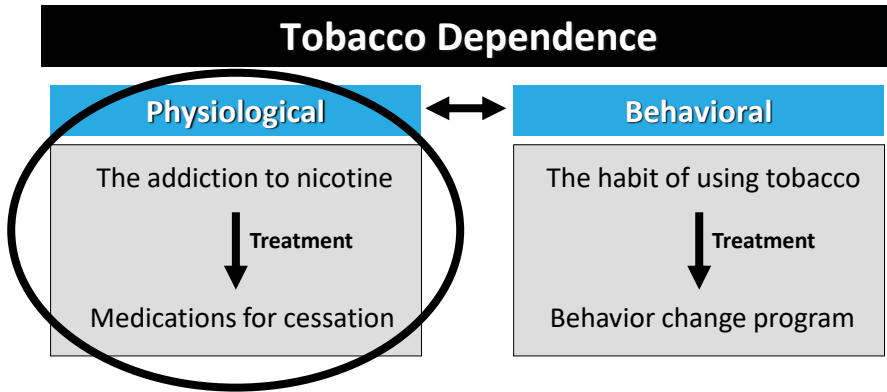 Tobacco Dependence
Physiological
The addiction to nicotine
Treatment
Medications for cessation
Behavioral
The habit of using tobacco
Treatment
Behavior change program